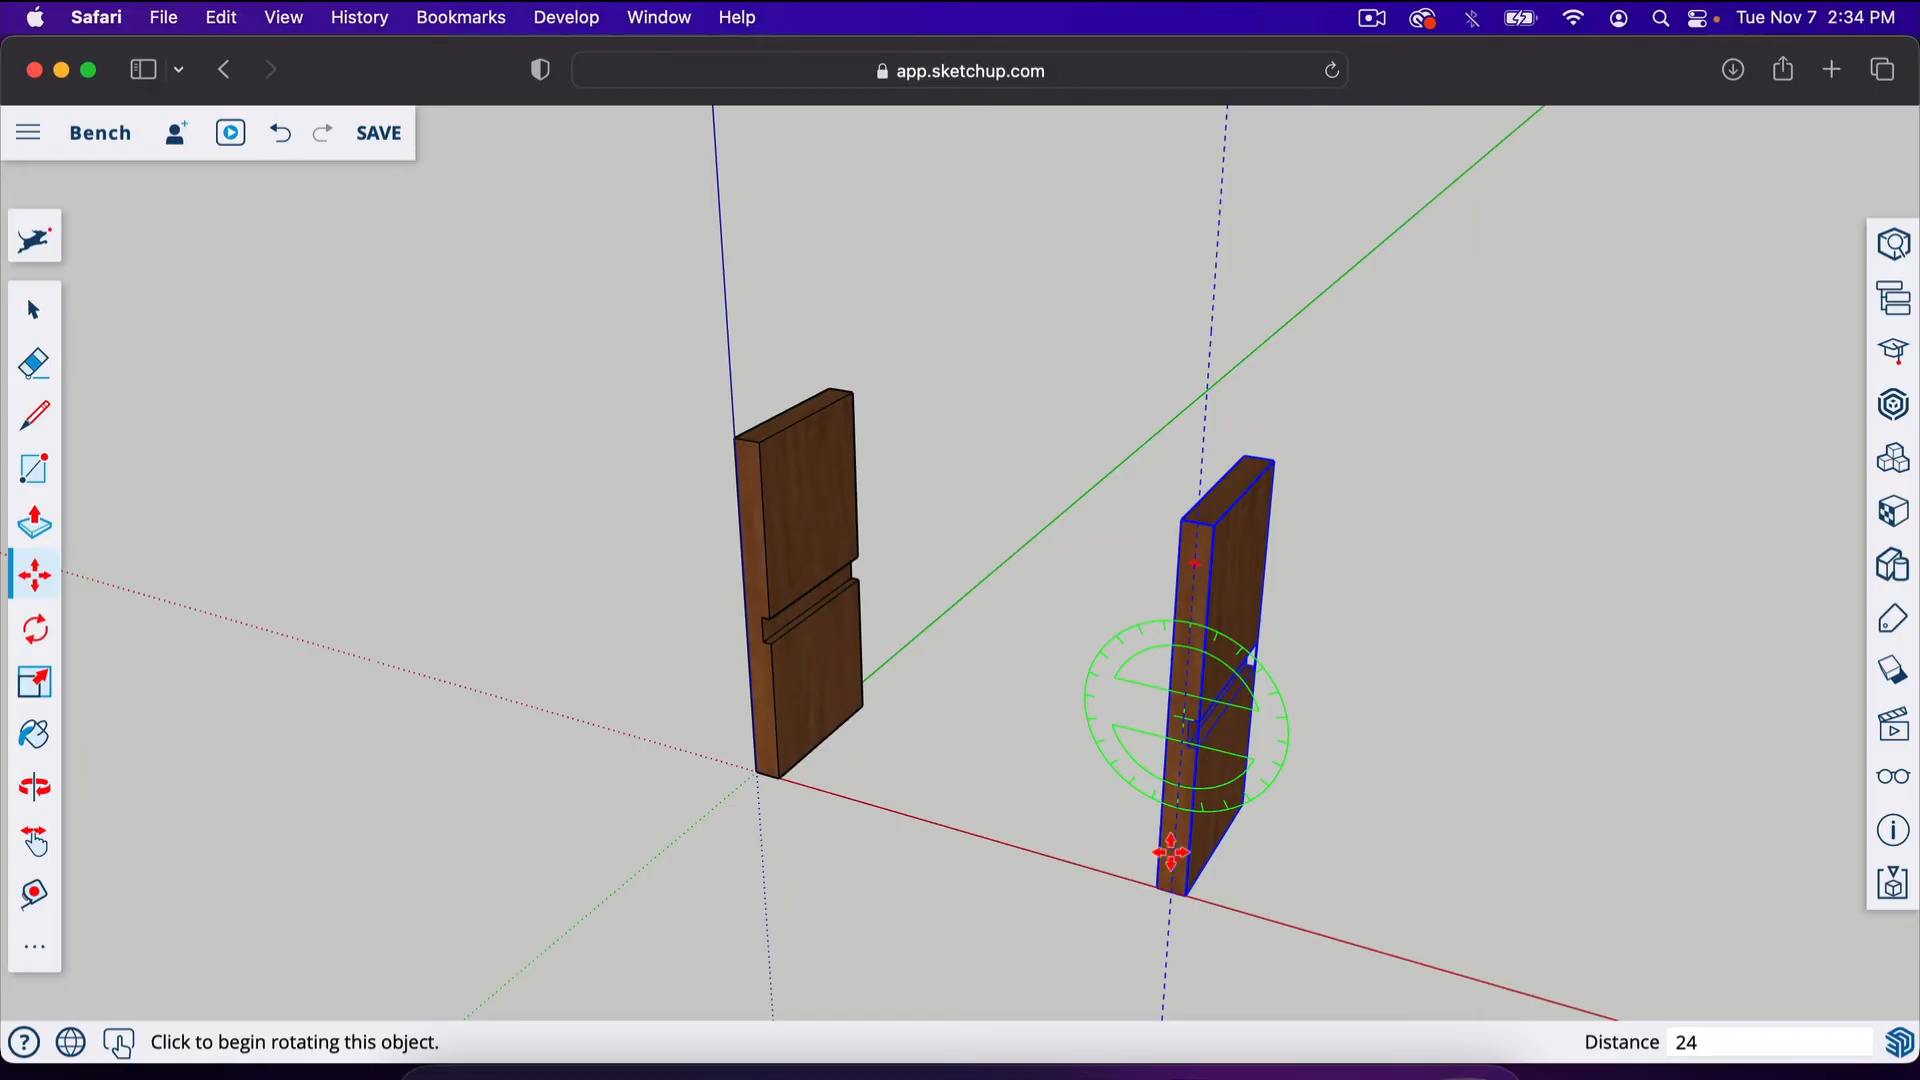 Safari File Edit View History Bookmarks Develop Window Help Tue Nov 7 2:34 PM
app.sketchup.com
Bench SAVE
Click to begin rotating this object. Distance 24